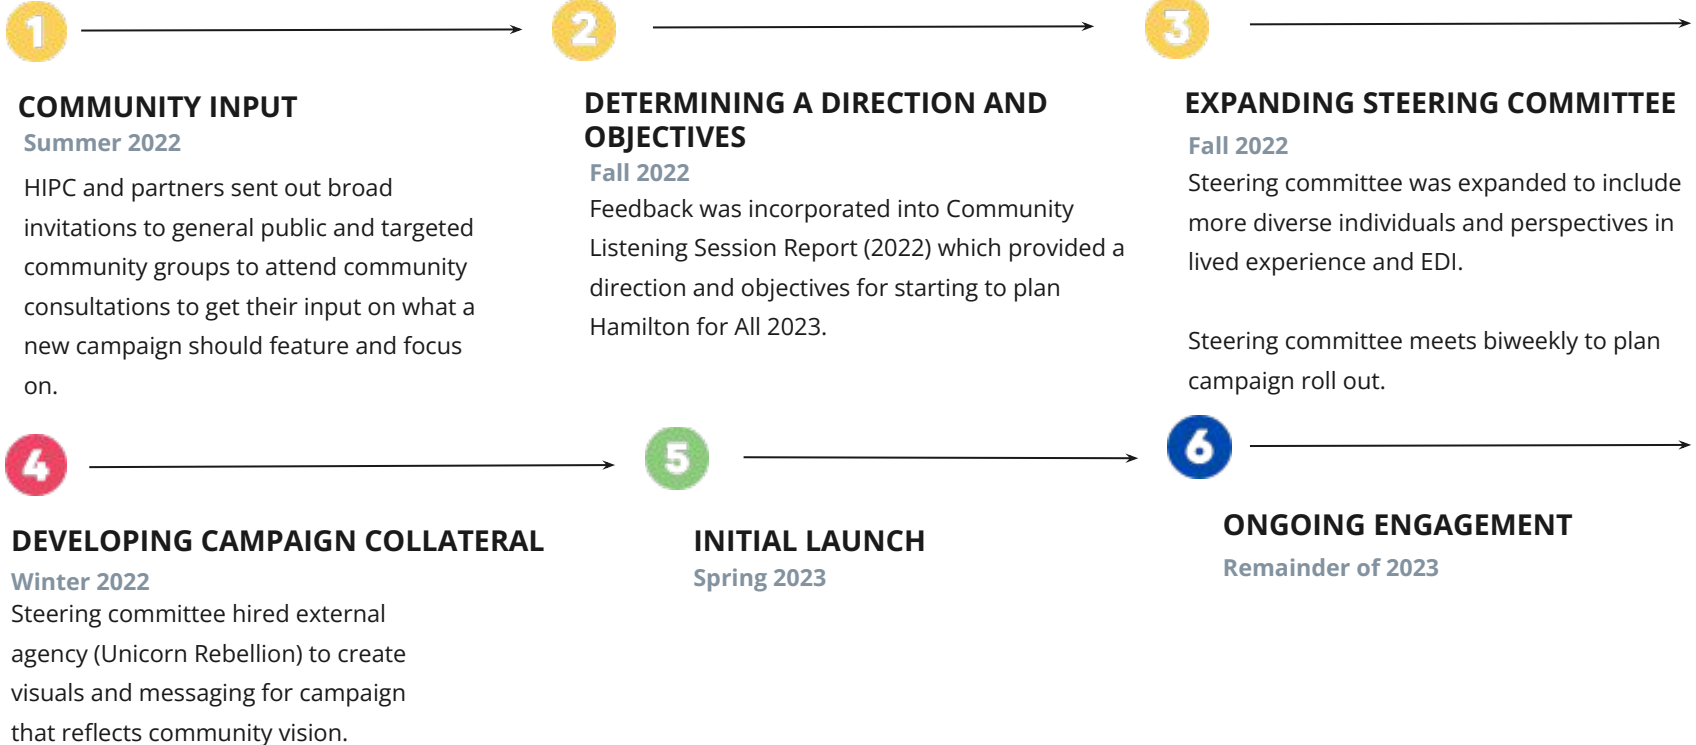 1
COMMUNITY INPUT
Summer 2022
HIPC and partners sent out broad
invitations to general public and targeted
community groups to attend community
consultations to get their input on what a
new campaign should feature and focus
on.
2
DETERMINING A DIRECTION AND
OBJECTIVES
Fall 2022
Feedback was incorporated into Community
Listening Session Report (2022) which provided a
direction and objectives for starting to plan
Hamilton for All 2023.
3
EXPANDING STEERING COMMITTEE
Fall 2022
Steering committee was expanded to include
more diverse individuals and perspectives in
lived experience and EDI.
Steering committee meets biweekly to plan
campaign roll out.
4
DEVELOPING CAMPAIGN COLLATERAL
Winter 2022
Steering committee hired external
agency (Unicorn Rebellion) to create
visuals and messaging for campaign
that reflects community vision.
5
INITIAL LAUNCH
Spring 2023
6
ONGOING ENGAGEMENT
Remainder of 2023